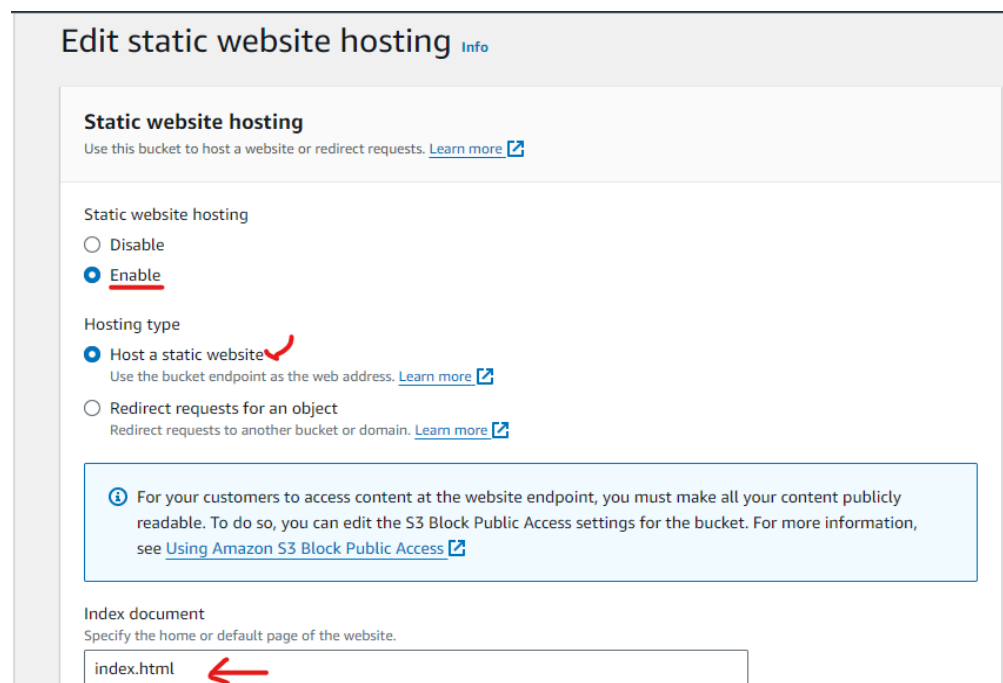 Edit static website hosting Info
Static website hosting
Use this bucket to host a website or redirect requests. Learn more
Static website hosting
Disable
Enable
Hosting type
Host a static website
Use the bucket endpoint as the web address. Learn more
Redirect requests for an object
Redirect requests to another bucket or domain. Learn more
For your customers to access content at the website endpoint, you must make all your content publicly
readable. To do so, you can edit the S3 Block Public Access settings for the bucket. For more information,
see Using Amazon S3 Block Public Access
Index document
Specify the home or default page of the website.
index.html